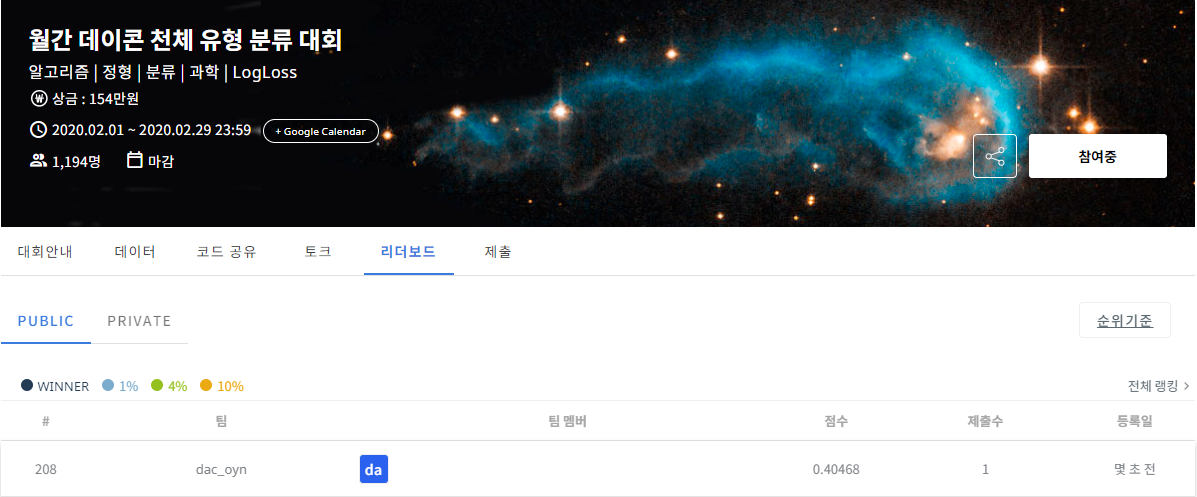 월간 데이콘 천체 유형 분류 대회
알고리즘 | 정형 | 분류 | 과학 | LogLoss
₩ 상금 : 154만원
2020.02.01 ~ 2020.02.29 23:59 + Google Calendar
1,194명 마감
참여중
대회안내 데이터 코드 공유 토크 리더보드 제출
PUBLIC PRIVATE 순위기준
WINNER 1% 4% 10% 전체 랭킹 >
# 팀 팀 멤버 점수 제출수 등록일
208 dac_oyn da 0.40468 1 몇 초 전